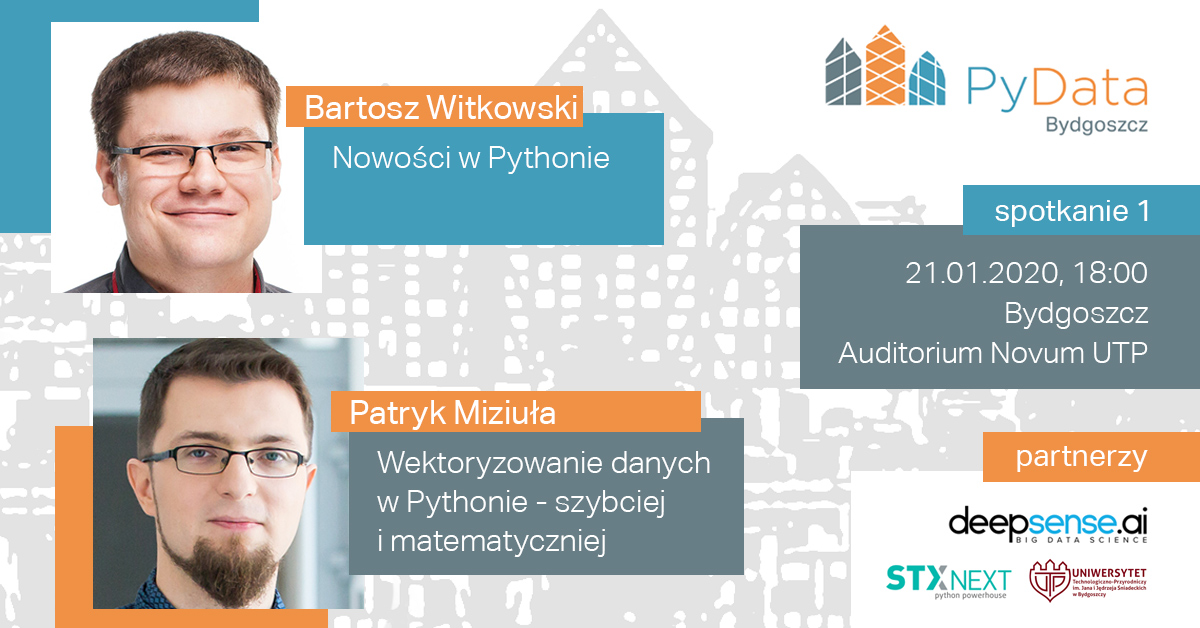 Bartosz Witkowski
Nowości w Pythonie
Patryk Miziuła
Wektoryzowanie danych
w Pythonie - szybciej
i matematyczniej
PyData
Bydgoszcz
spotkanie 1
21.01.2020, 18:00
Bydgoszcz
Auditorium Novum UTP
partnerzy
deepsense.ai
BIG DATA SCIENCE
STXNEXT
python powerhouse
UTP
UNIWERSYTET
Technologiczno-Przyrodniczy
im. Jana i Jędrzeja Śniadeckich
w Bydgoszczy